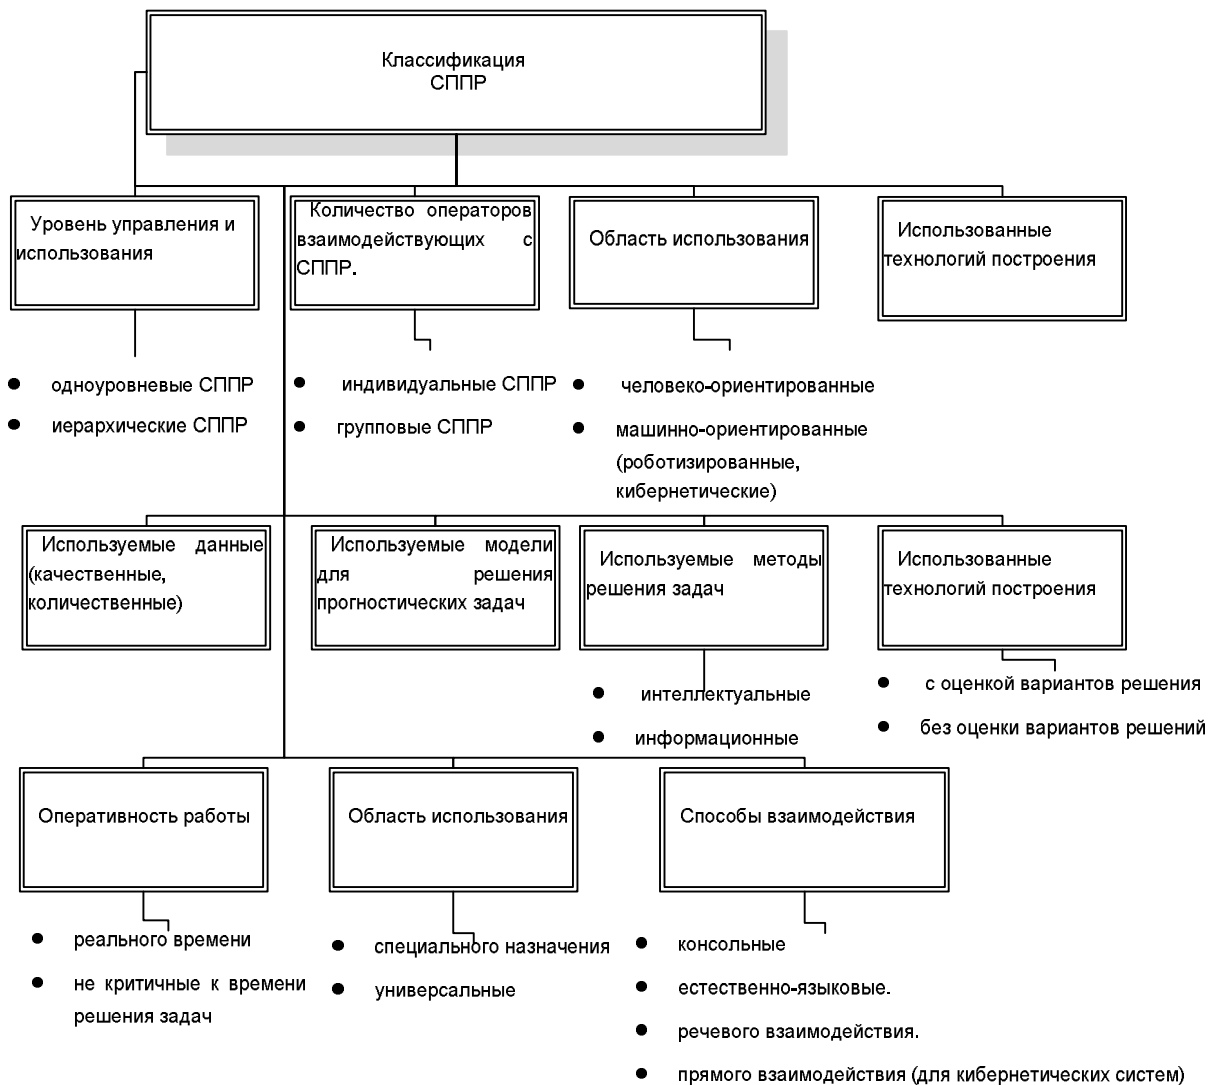 Классификация
СППР
Уровень управления и
использования
Количество операторов
взаимодействующих с
СППР.
Область использования
Использованные
технологий построения
● одноуровневые СППР
● иерархические СППР
● индивидуальные СППР
● групповые СППР
● человеко-ориентированные
● машинно-ориентированные
(роботизированные,
кибернетические)
Используемые данные
(качественные,
количественные)
Используемые модели
для решения
прогностических задач
Используемые методы
решения задач
Использованные
технологий построения
● интеллектуальные
● информационные
● с оценкой вариантов решения
● без оценки вариантов решений
Оперативность работы
Область использования
Способы взаимодействия
● реального времени
● не критичные к времени
решения задач
● специального назначения
● универсальные
● консольные
● естественно-языковые.
● речевого взаимодействия.
● прямого взаимодействия (для кибернетических систем)